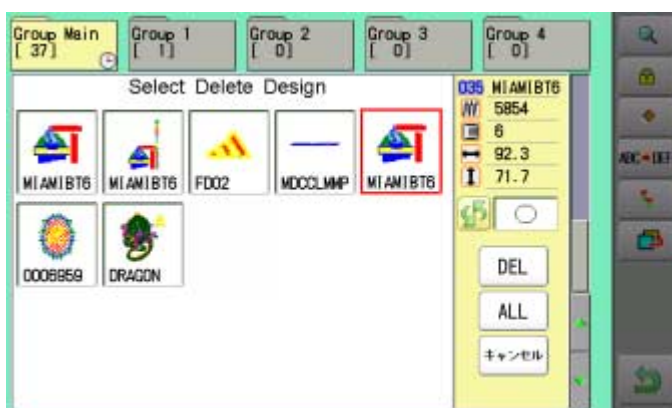 Group Main
[ 37]
Group 1
[ 1]
Group 2
[ 0]
Group 3
[ 0]
Group 4
[ 0]
Select Delete Design
MIAMIBT6
MIAMIBT6
FD02
MDCCLMMP
MIAMIBT6
0006959
DRAGON
035 MIAMIBT6
5854
6
92.3
71.7
DEL
ALL
キャンセル